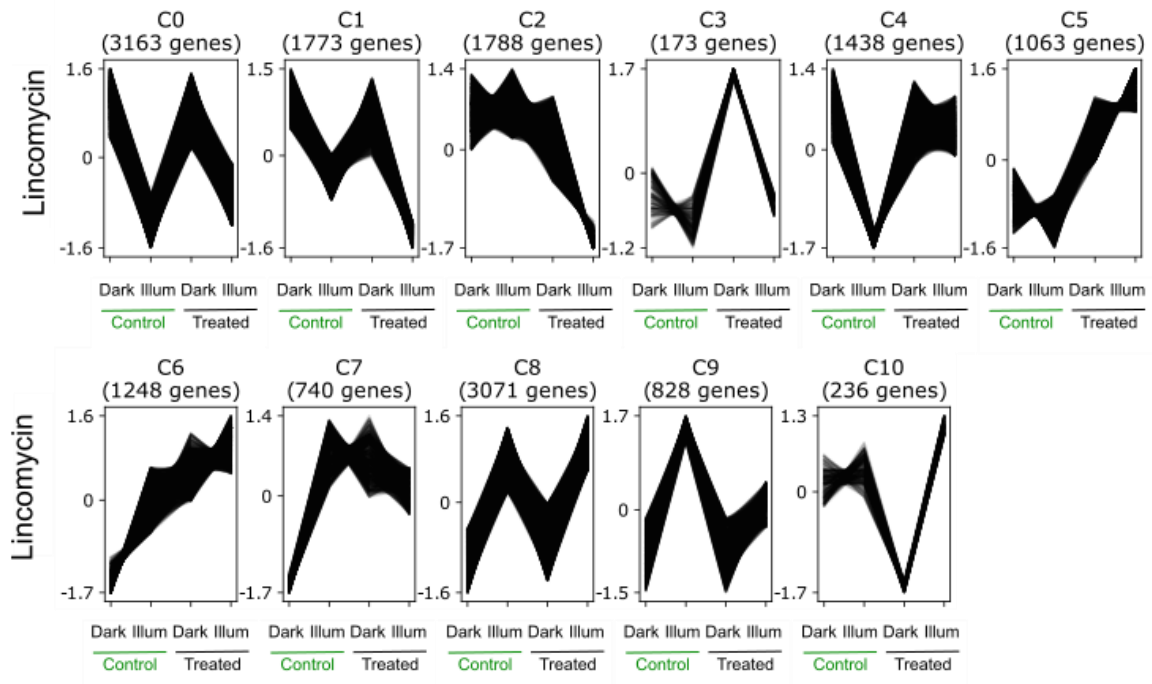 C0 C1 C2 C3 C4 C5
(3163 genes) (1773 genes) (1788 genes) (173 genes) (1438 genes) (1063 genes)
Lincomycin
1.6 1.5 1.4 1.7 1.4 1.6
0 0 0 0 0 0
-1.6 -1.6 -1.7 -1.2 -1.7 -1.6
Dark Illum Dark Illum Dark Illum Dark Illum Dark Illum Dark Illum Dark Illum Dark Illum Dark Illum Dark Illum Dark Illum Dark Illum
Control Treated Control Treated Control Treated Control Treated Control Treated Control Treated
C6 C7 C8 C9 C10
(1248 genes) (740 genes) (3071 genes) (828 genes) (236 genes)
Lincomycin
1.6 1.4 1.6 1.7 1.3
0 0 0 0 0
-1.7 -1.7 -1.6 -1.5 -1.7
Dark Illum Dark Illum Dark Illum Dark Illum Dark Illum Dark Illum Dark Illum Dark Illum Dark Illum Dark Illum
Control Treated Control Treated Control Treated Control Treated Control Treated